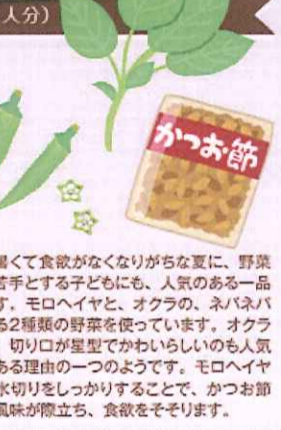 人分)
かつお節
暑くて食欲がなくなりがちな夏に、野菜
苦手とする子どもにも、人気のある一品
す。モロヘイヤと、オクラの、ネバネバ
る2種類の野菜を使っています。オクラ
切り口が星型でかわいらしいのも人気
ある理由の一つのようです。モロヘイヤ
水切りをしっかりすることで、かつお節
風味が際立ち、食欲をそそります。